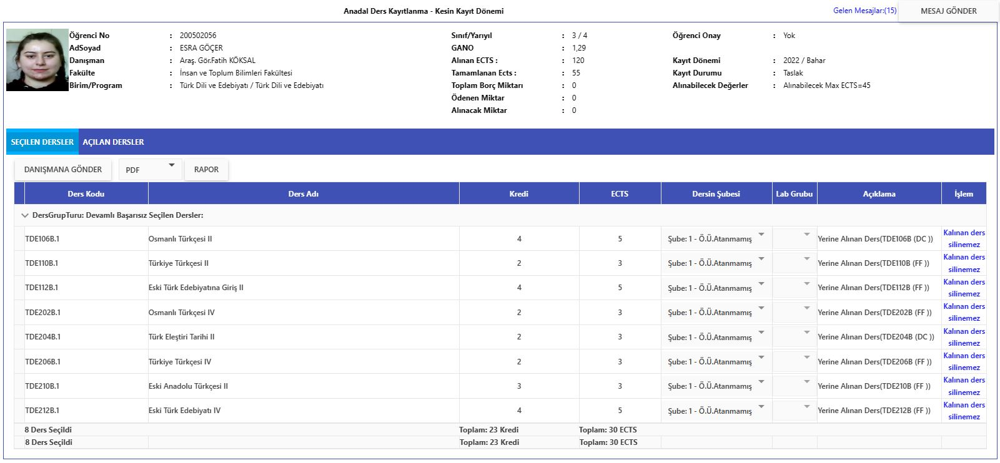 Anadal Ders Kayıtlanma - Kesin Kayıt Dönemi
Gelen Mesajlar:(15)
MESAJ GÖNDER
Öğrenci No : 200502056
AdSoyad : ESRA GÖÇER
Danışman : Araş. Gör.Fatih KÖKSAL
Fakülte : İnsan ve Toplum Bilimleri Fakültesi
Birim/Program : Türk Dili ve Edebiyatı / Türk Dili ve Edebiyatı
Sınıf/Yarıyıl : 3 / 4
GANO : 1,29
Alınan ECTS : : 120
Tamamlanan Ects : : 55
Toplam Borç Miktarı : 0
Ödenen Miktar : 0
Alınacak Miktar : 0
Öğrenci Onay : Yok
Kayıt Dönemi : 2022 / Bahar
Kayıt Durumu : Taslak
Alınabilecek Değerler : Alınabilecek Max ECTS=45
SEÇİLEN DERSLER AÇILAN DERSLER
DANIŞMANA GÖNDER PDF RAPOR
Ders Kodu Ders Adı Kredi ECTS Dersin Şubesi Lab Grubu Açıklama İşlem
DersGrupTuru: Devamlı Başarısız Seçilen Dersler:
TDE106B.1 Osmanlı Türkçesi II 4 5 Şube: 1 - Ö.Ü.Atanmamış Yerine Alınan Ders(TDE106B (DC )) Kalınan ders silinemez
TDE110B.1 Türkiye Türkçesi II 2 3 Şube: 1 - Ö.Ü.Atanmamış Yerine Alınan Ders(TDE110B (FF )) Kalınan ders silinemez
TDE112B.1 Eski Türk Edebiyatına Giriş II 4 5 Şube: 1 - Ö.Ü.Atanmamış Yerine Alınan Ders(TDE112B (FF )) Kalınan ders silinemez
TDE202B.1 Osmanlı Türkçesi IV 2 3 Şube: 1 - Ö.Ü.Atanmamış Yerine Alınan Ders(TDE202B (FF )) Kalınan ders silinemez
TDE204B.1 Türk Eleştiri Tarihi II 2 3 Şube: 1 - Ö.Ü.Atanmamış Yerine Alınan Ders(TDE204B (DC )) Kalınan ders silinemez
TDE206B.1 Türkiye Türkçesi IV 2 3 Şube: 1 - Ö.Ü.Atanmamış Yerine Alınan Ders(TDE206B (FF )) Kalınan ders silinemez
TDE210B.1 Eski Anadolu Türkçesi II 3 3 Şube: 1 - Ö.Ü.Atanmamış Yerine Alınan Ders(TDE210B (FF )) Kalınan ders silinemez
TDE212B.1 Eski Türk Edebiyatı IV 4 5 Şube: 1 - Ö.Ü.Atanmamış Yerine Alınan Ders(TDE212B (FF )) Kalınan ders silinemez
8 Ders Seçildi Toplam: 23 Kredi Toplam: 30 ECTS
8 Ders Seçildi Toplam: 23 Kredi Toplam: 30 ECTS